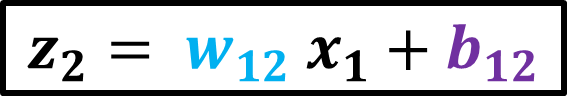 z₂ = w₁₂ x₁ + b₁₂